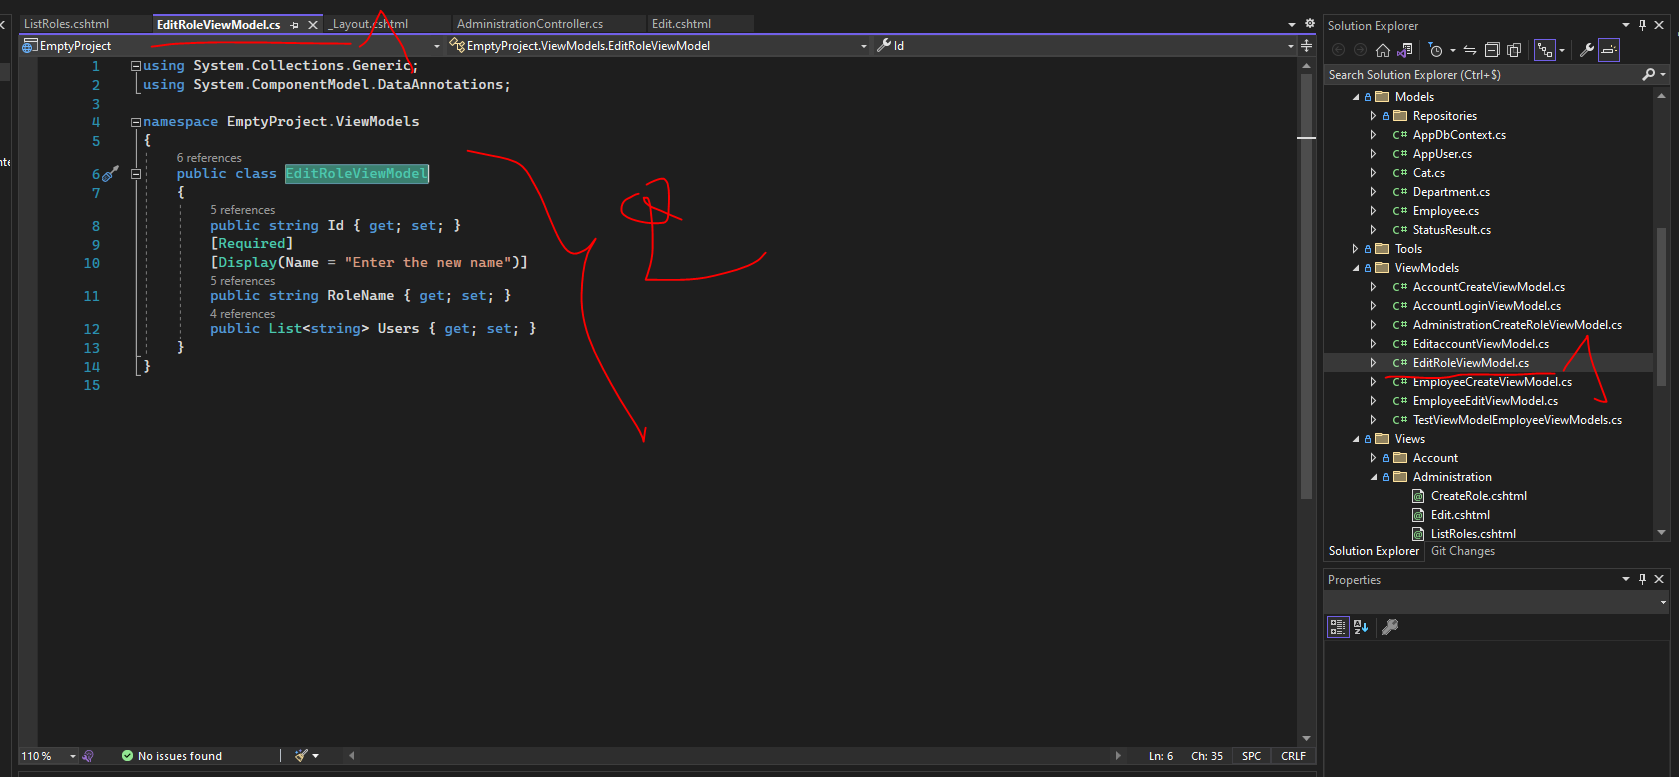 ListRoles.cshtml
EditRoleViewModel.cs
_Layout.cshtml
AdministrationController.cs
Edit.cshtml
EmptyProject
EmptyProject.ViewModels.EditRoleViewModel
Id
1 using System.Collections.Generic;
2 using System.ComponentModel.DataAnnotations;
3
4 namespace EmptyProject.ViewModels
5 {
6 references
6 public class EditRoleViewModel
7 {
5 references
8 public string Id { get; set; }
9 [Required]
10 [Display(Name = "Enter the new name")]
5 references
11 public string RoleName { get; set; }
4 references
12 public List<string> Users { get; set; }
13 }
14 }
15
110 %
No issues found
Ln: 6 Ch: 35 SPC CRLF
Solution Explorer
Search Solution Explorer (Ctrl+$)
Models
Repositories
C# AppDbContext.cs
C# AppUser.cs
C# Cat.cs
C# Department.cs
C# Employee.cs
C# StatusResult.cs
Tools
ViewModels
C# AccountCreateViewModel.cs
C# AccountLoginViewModel.cs
C# AdministrationCreateRoleViewModel.cs
C# EditaccountViewModel.cs
C# EditRoleViewModel.cs
C# EmployeeCreateViewModel.cs
C# EmployeeEditViewModel.cs
C# TestViewModelEmployeeViewModels.cs
Views
Account
Administration
CreateRole.cshtml
Edit.cshtml
ListRoles.cshtml
Solution Explorer Git Changes
Properties